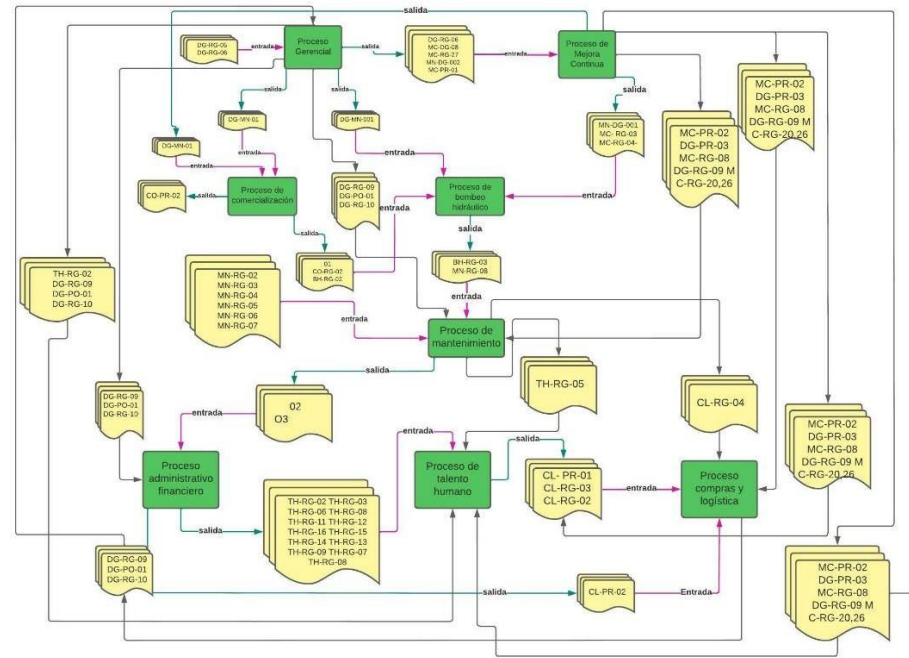 salida
DG-RG-05
DG-RG-06
entrada
Proceso
Gerencial
salida
DG-RG-06
MC-DG-08
MC-RG-27
MN-DG-002
MC-PR-01
entrada
Proceso de
Mejora
Continua
salida
salida
salida
DG-MN-01
DG-MN-001
MN-DG-001
MC- RG-03
MC-RG-04-
MC-PR-02
DG-PR-03
MC-RG-08
DG-RG-09 M
C-RG-20,26
MC-PR-02
DG-PR-03
MC-RG-08
DG-RG-09 M
C-RG-20,26
DG-MN-01
entrada
entrada
entrada
entrada
CO-PR-02
salida
Proceso de
comercialización
DG-RG-09
DG-PO-01
DG-RG-10
entrada
Proceso de
bombeo
hidráulico
salida
salida
01
CO-RG-02
BH-RG-02
BH-RG-03
MN-RG-08
entrada
TH-RG-02
DG-RG-09
DG-PO-01
DG-RG-10
MN-RG-02
MN-RG-03
MN-RG-04
MN-RG-05
MN-RG-06
MN-RG-07
entrada
Proceso de
mantenimiento
salida
TH-RG-05
CL-RG-04
DG-RG-09
DG-PO-01
DG-RG-10
entrada
02
O3
entrada
MC-PR-02
DG-PR-03
MC-RG-08
DG-RG-09 M
C-RG-20,26
Proceso
administrativo
financiero
Proceso de
talento
humano
salida
CL- PR-01
CL-RG-03
CL-RG-02
entrada
Proceso
compras y
logística
salida
TH-RG-02 TH-RG-03
TH-RG-06 TH-RG-08
TH-RG-11 TH-RG-12
TH-RG-16 TH-RG-15
TH-RG-14 TH-RG-13
TH-RG-09 TH-RG-07
TH-RG-08
DG-RG-09
DG-PO-01
DG-RG-10
salida
CL-PR-02
Entrada
MC-PR-02
DG-PR-03
MC-RG-08
DG-RG-09 M
C-RG-20,26